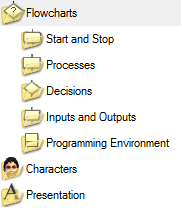 Flowcharts
Start and Stop
Processes
Decisions
Inputs and Outputs
Programming Environment
Characters
Presentation